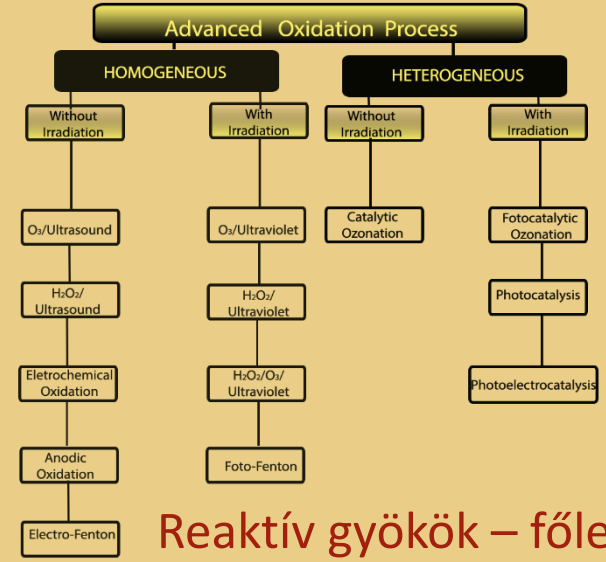 Advanced Oxidation Process
HOMOGENEOUS
HETEROGENEOUS
Without
Irradiation
With
Irradiation
Without
Irradiation
With
Irradiation
O₃/Ultrasound
O₃/Ultraviolet
Catalytic
Ozonation
Fotocatalytic
Ozonation
H₂O₂/
Ultrasound
H₂O₂/
Ultraviolet
Photocatalysis
Eletrochemical
Oxidation
H₂O₂/O₃/
Ultraviolet
Photoelectrocatalysis
Anodic
Oxidation
Foto-Fenton
Electro-Fenton
Reaktív gyökök – főle